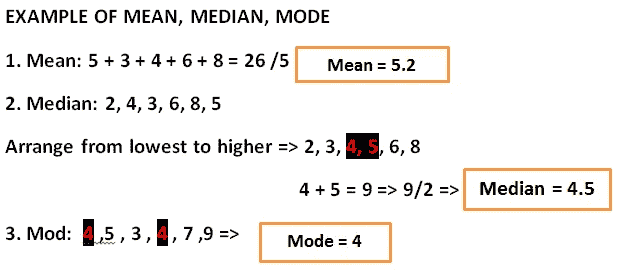 EXAMPLE OF MEAN, MEDIAN, MODE
1. Mean: 5 + 3 + 4 + 6 + 8 = 26 /5 Mean = 5.2
2. Median: 2, 4, 3, 6, 8, 5
Arrange from lowest to higher => 2, 3, 4, 5, 6, 8
4 + 5 = 9 => 9/2 => Median = 4.5
3. Mod: 4 ,5 , 3 , 4 , 7 ,9 => Mode = 4